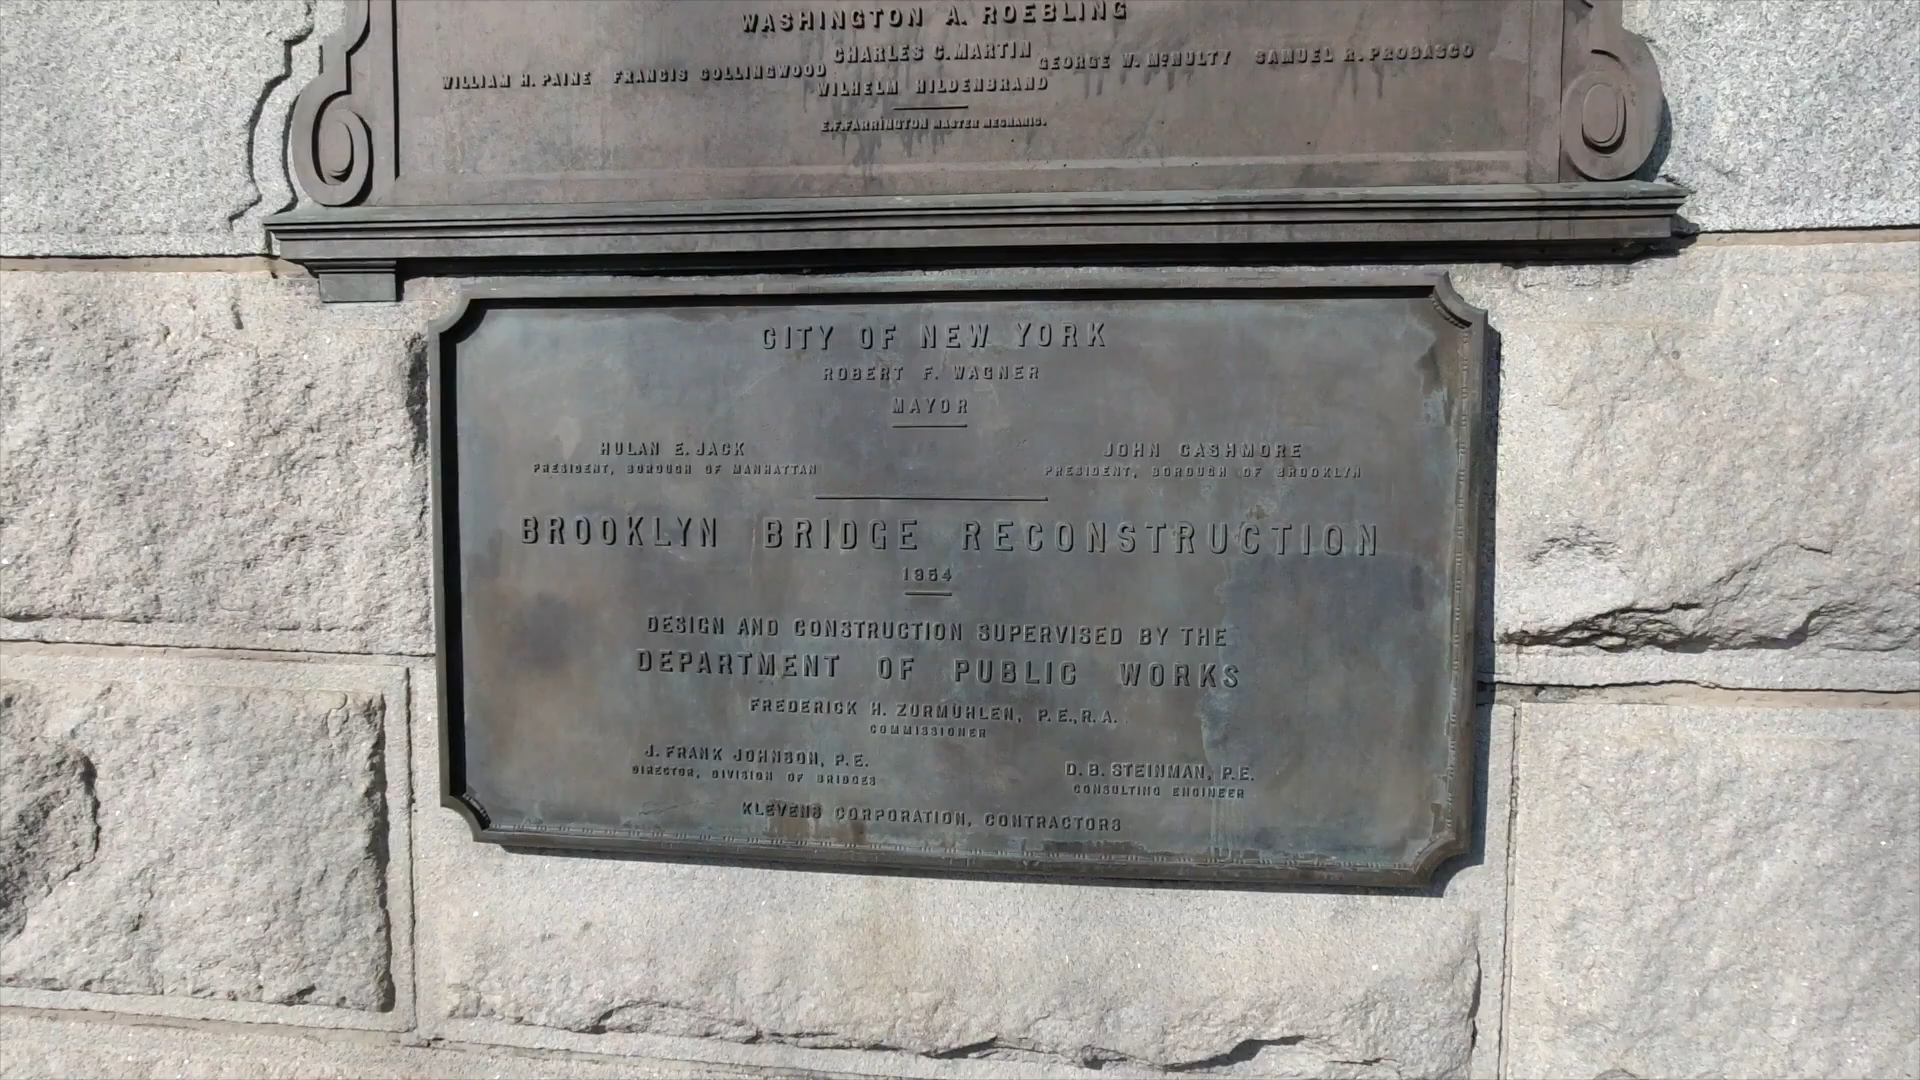 WASHINGTON A. ROEBLING
CHARLES C. MARTIN
WILLIAM H. PAINE FRANCIS COLLINGWOOD GEORGE W. McNULTY SAMUEL R. PROBASCO
WILHELM HILDENBRAND
E.F. FARRINGTON MASTER MECHANIC.
CITY OF NEW YORK
ROBERT F. WAGNER
MAYOR
HULAN E. JACK
PRESIDENT, BOROUGH OF MANHATTAN
JOHN CASHMORE
PRESIDENT, BOROUGH OF BROOKLYN
BROOKLYN BRIDGE RECONSTRUCTION
1954
DESIGN AND CONSTRUCTION SUPERVISED BY THE
DEPARTMENT OF PUBLIC WORKS
FREDERICK H. ZURMUHLEN, P.E., R.A.
COMMISSIONER
J. FRANK JOHNSON, P.E.
DIRECTOR, DIVISION OF BRIDGES
D. B. STEINMAN, P.E.
CONSULTING ENGINEER
KLEVENS CORPORATION, CONTRACTORS